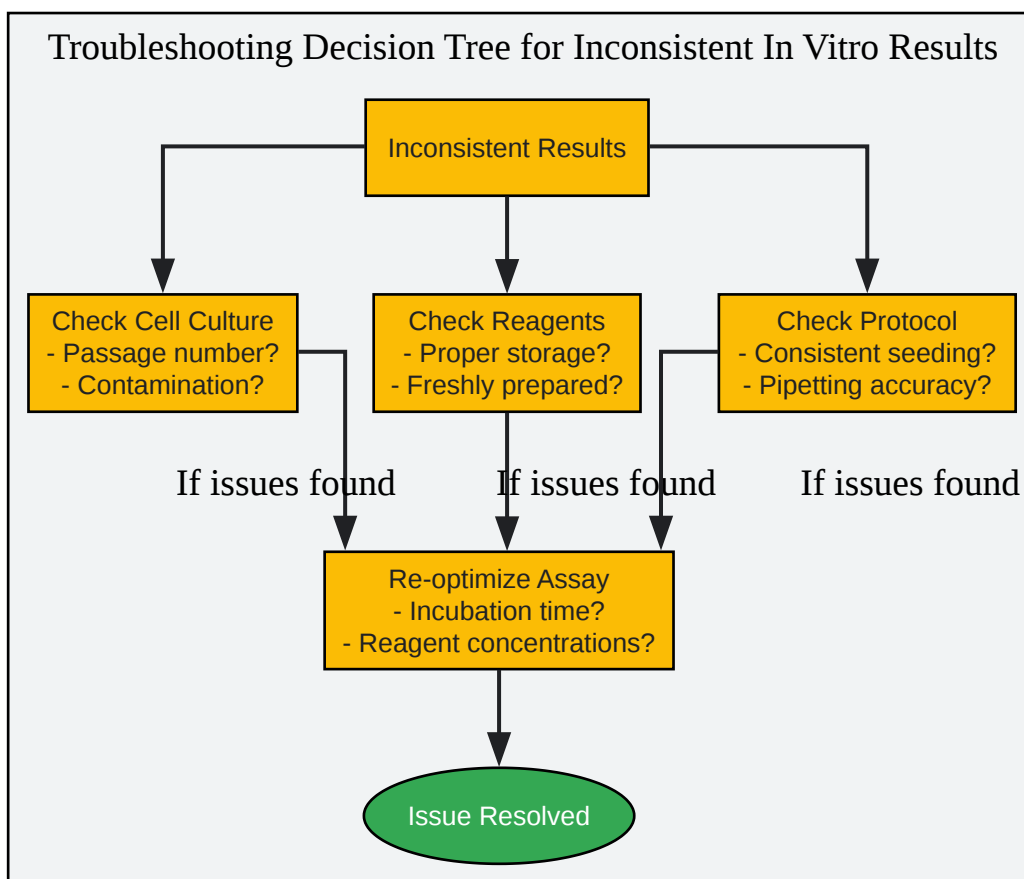 Troubleshooting Decision Tree for Inconsistent In Vitro Results
Inconsistent Results
Check Cell Culture
- Passage number?
- Contamination?
Check Reagents
- Proper storage?
- Freshly prepared?
Check Protocol
- Consistent seeding?
- Pipetting accuracy?
If issues found
If issues found
If issues found
Re-optimize Assay
- Incubation time?
- Reagent concentrations?
Issue Resolved